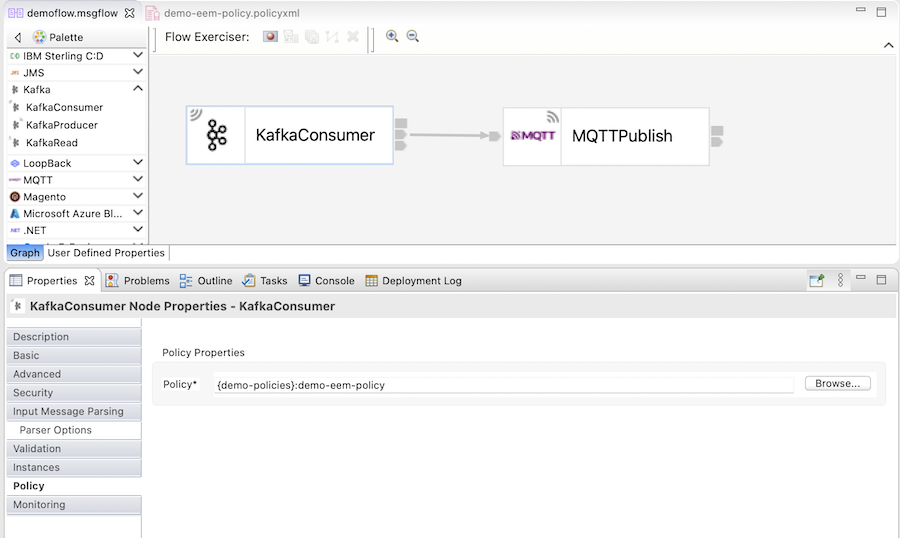 demoflow.msgflow
demo-eem-policy.policyxml
Palette
Flow Exerciser:
IBM Sterling C:D
JMS
Kafka
KafkaConsumer
KafkaProducer
KafkaRead
LoopBack
MQTT
Magento
Microsoft Azure Bl...
.NET
KafkaConsumer
MQTT
MQTTPublish
Graph
User Defined Properties
Properties
Problems
Outline
Tasks
Console
Deployment Log
KafkaConsumer Node Properties - KafkaConsumer
Description
Basic
Advanced
Security
Input Message Parsing
Parser Options
Validation
Instances
Policy
Monitoring
Policy Properties
Policy*
{demo-policies}:demo-eem-policy
Browse...